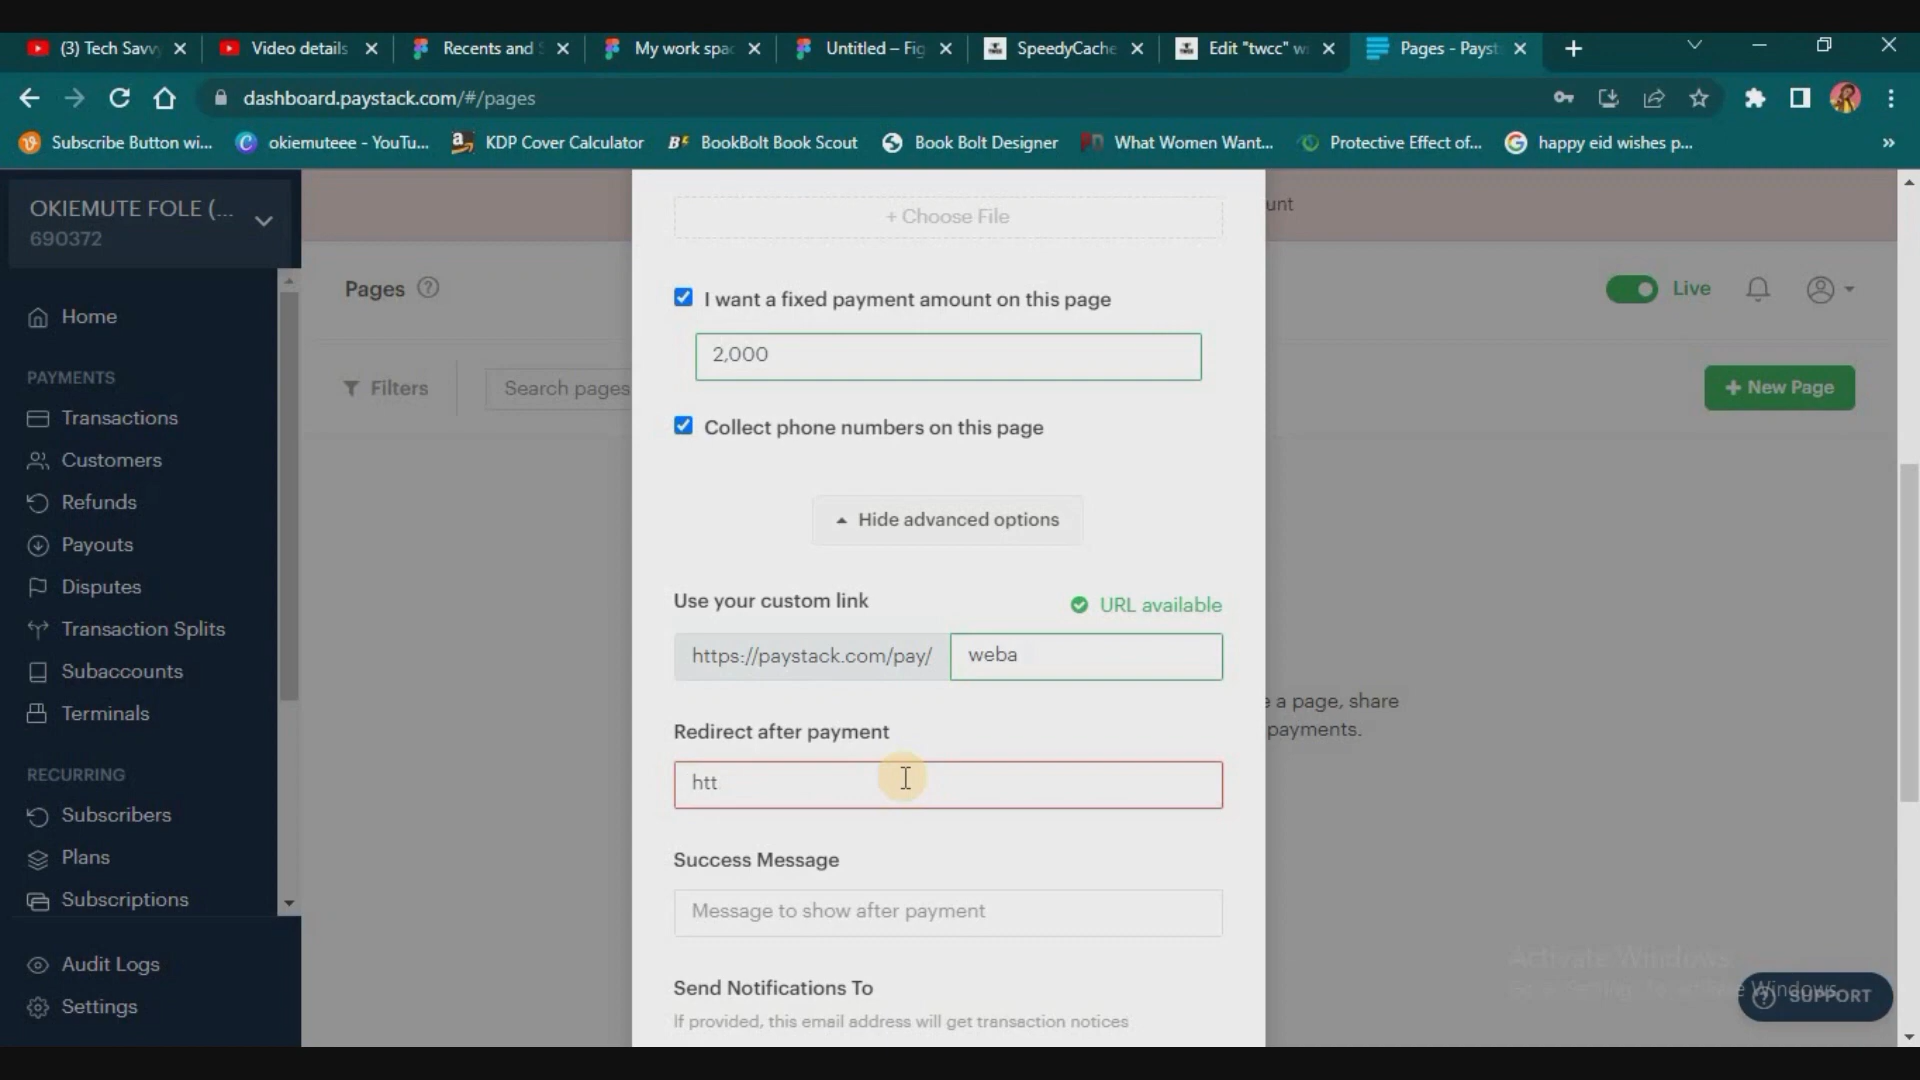 (3) Tech Savv
Video details
Recents and S
My work spac
Untitled – Fig
SpeedyCache
Edit "twcc" w
Pages - Payst
dashboard.paystack.com/#/pages
Subscribe Button wi...
okiemuteee - YouTu...
KDP Cover Calculator
BookBolt Book Scout
Book Bolt Designer
What Women Want...
Protective Effect of...
happy eid wishes p...
OKIEMUTE FOLE (...
690372
Home
PAYMENTS
Transactions
Customers
Refunds
Payouts
Disputes
Transaction Splits
Subaccounts
Terminals
RECURRING
Subscribers
Plans
Subscriptions
Audit Logs
Settings
unt
Pages
Live
Filters
Search pages
+ New Page
+ Choose File
I want a fixed payment amount on this page
2,000
Collect phone numbers on this page
Hide advanced options
Use your custom link
URL available
https://paystack.com/pay/
weba
Redirect after payment
htt
Success Message
Message to show after payment
Send Notifications To
If provided, this email address will get transaction notices
e a page, share
payments.
Activate Windows
Windows.
SUPPORT